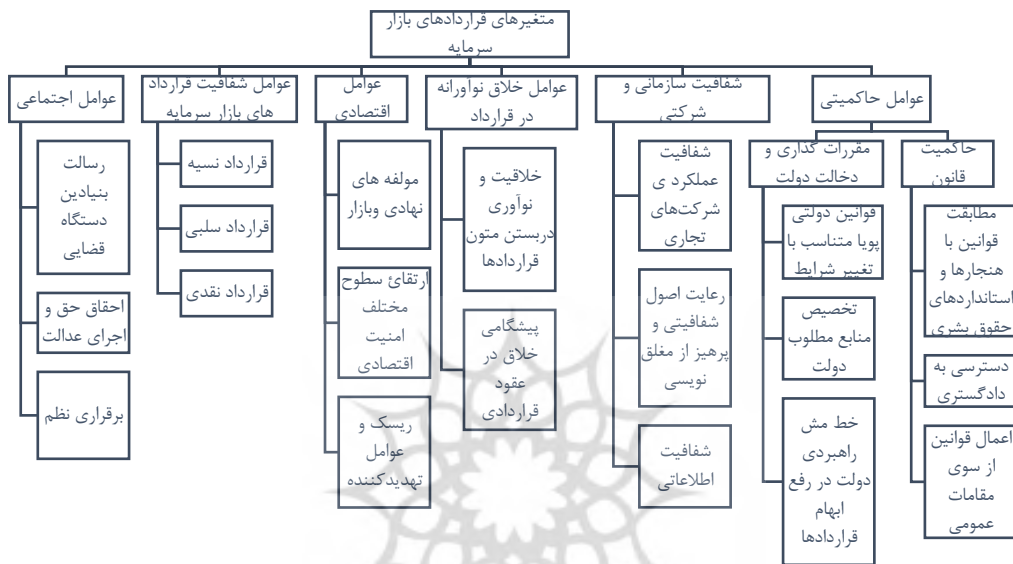 متغیرهای قراردادهای بازار
سرمایه
عوامل حاکمیتی
حاکمیت
قانون
مطابقت
قوانین با
هنجارها و
استانداردهای
حقوق بشری
دسترسی به
دادگستری
اعمال قوانین
از سوی
مقامات
عمومی
مقررات گذاری و
دخالت دولت
قوانین دولتی
پویا متناسب با
تغییر شرایط
تخصیص
منابع مطلوب
دولت
خط مش
راهبردی
دولت در رفع
ابهام
قراردادها
شفافیت سازمانی و
شرکتی
شفافیت
عملکرد ی
شرکت‌های
تجاری
رعایت اصول
شفافیتی و
پرهیز از مغلق
نویسی
شفافیت
اطلاعاتی
عوامل خلاق نوآورانه
در قرارداد
خلاقیت و
نوآوری
دربستن متون
قراردادها
پیشگامی
خلاق در
عقود
قراردادی
عوامل
اقتصادی
مولفه های
نهادی وبازار
ارتقائ سطوح
مختلف
امنیت
اقتصادی
ریسک و
عوامل
تهدیدکننده
عوامل شفافیت قرارداد
های بازار سرمایه
قرارداد نسیه
قرارداد سلبی
قرارداد نقدی
عوامل اجتماعی
رسالت
بنیادین
دستگاه
قضایی
احقاق حق و
اجرای عدالت
برقراری نظم